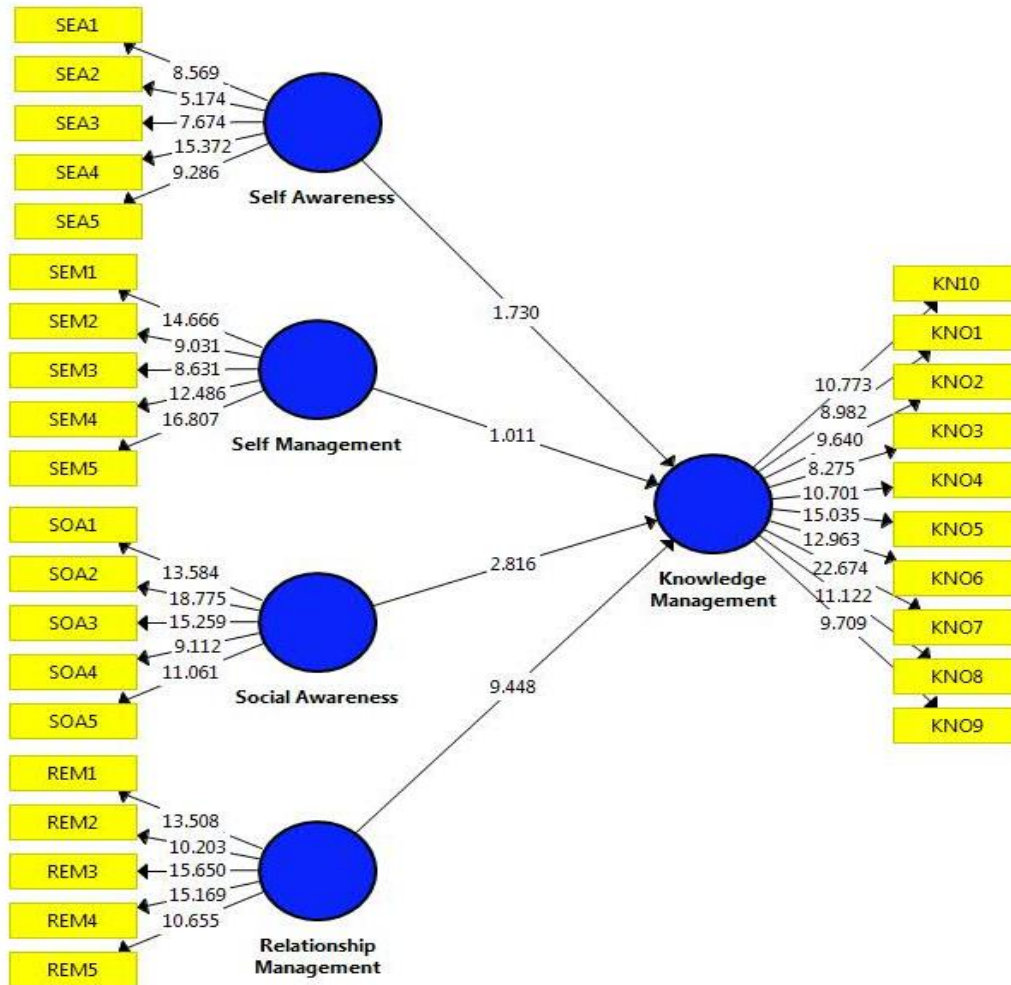 SEA1
SEA2
SEA3
SEA4
SEA5
8.569
5.174
7.674
15.372
9.286
Self Awareness
SEM1
SEM2
SEM3
SEM4
SEM5
14.666
9.031
8.631
12.486
16.807
Self Management
SOA1
SOA2
SOA3
SOA4
SOA5
13.584
18.775
15.259
9.112
11.061
Social Awareness
REM1
REM2
REM3
REM4
REM5
13.508
10.203
15.650
15.169
10.655
Relationship
Management
1.730
1.011
2.816
9.448
Knowledge
Management
10.773
8.982
9.640
8.275
10.701
15.035
12.963
22.674
11.122
9.709
KN10
KNO1
KNO2
KNO3
KNO4
KNO5
KNO6
KNO7
KNO8
KNO9